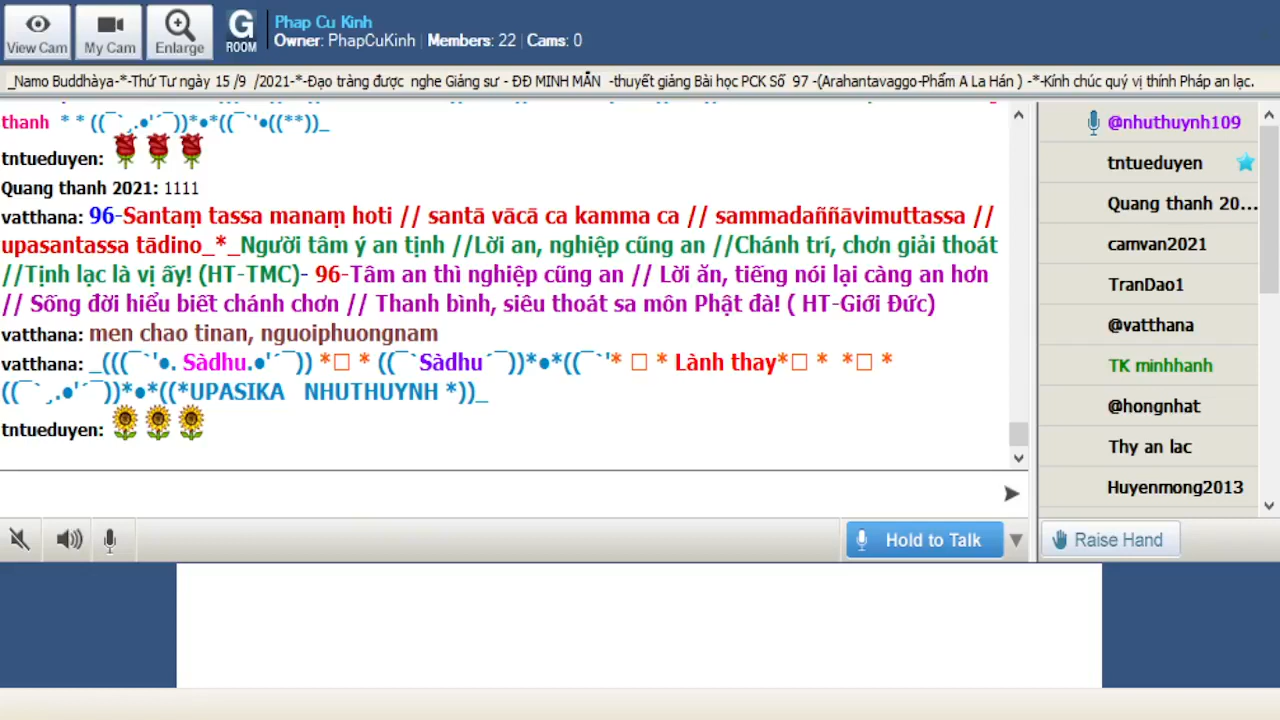 View Cam
My Cam
Enlarge
G
ROOM
Phap Cu Kinh
Owner: PhapCuKinh | Members: 22 | Cams: 0
_Namo Buddhàya-*-Thứ Tư ngày 15 /9 /2021-*-Đạo tràng được nghe Giảng sư - ĐĐ MINH MẪN -thuyết giảng Bài học PCK Số 97 -(Arahantavaggo-Phẩm A La Hán ) -*-Kính chúc quý vị thính Pháp an lạc.
thanh * * ((¯`¸.●'´¯))*●*((¯`'●((**))_
tntueduyen:
Quang thanh 2021: 1111
vatthana: 96-Santaṃ tassa manaṃ hoti // santā vācā ca kamma ca // sammadaññāvimuttassa //
upasantassa tādino_*_Người tâm ý an tịnh //Lời an, nghiệp cũng an //Chánh trí, chơn giải thoát
//Tịnh lạc là vị ấy! (HT-TMC)- 96-Tâm an thì nghiệp cũng an // Lời ăn, tiếng nói lại càng an hơn
// Sống đời hiểu biết chánh chơn // Thanh bình, siêu thoát sa môn Phật đà! ( HT-Giới Đức)
vatthana: men chao tinan, nguoiphuongnam
vatthana: _(((¯`'●. Sàdhu.●'´¯)) *□ * ((¯`Sàdhu´¯))*●*((¯`'* □ * Lành thay*□ * *□ *
((¯`¸.●'´¯))*●*((*UPASIKA NHUTHUYNH *))_
tntueduyen:
Hold to Talk
@nhuthuynh109
tntueduyen
Quang thanh 20...
camvan2021
TranDao1
@vatthana
TK minhhanh
@hongnhat
Thy an lac
Huyenmong2013
Raise Hand